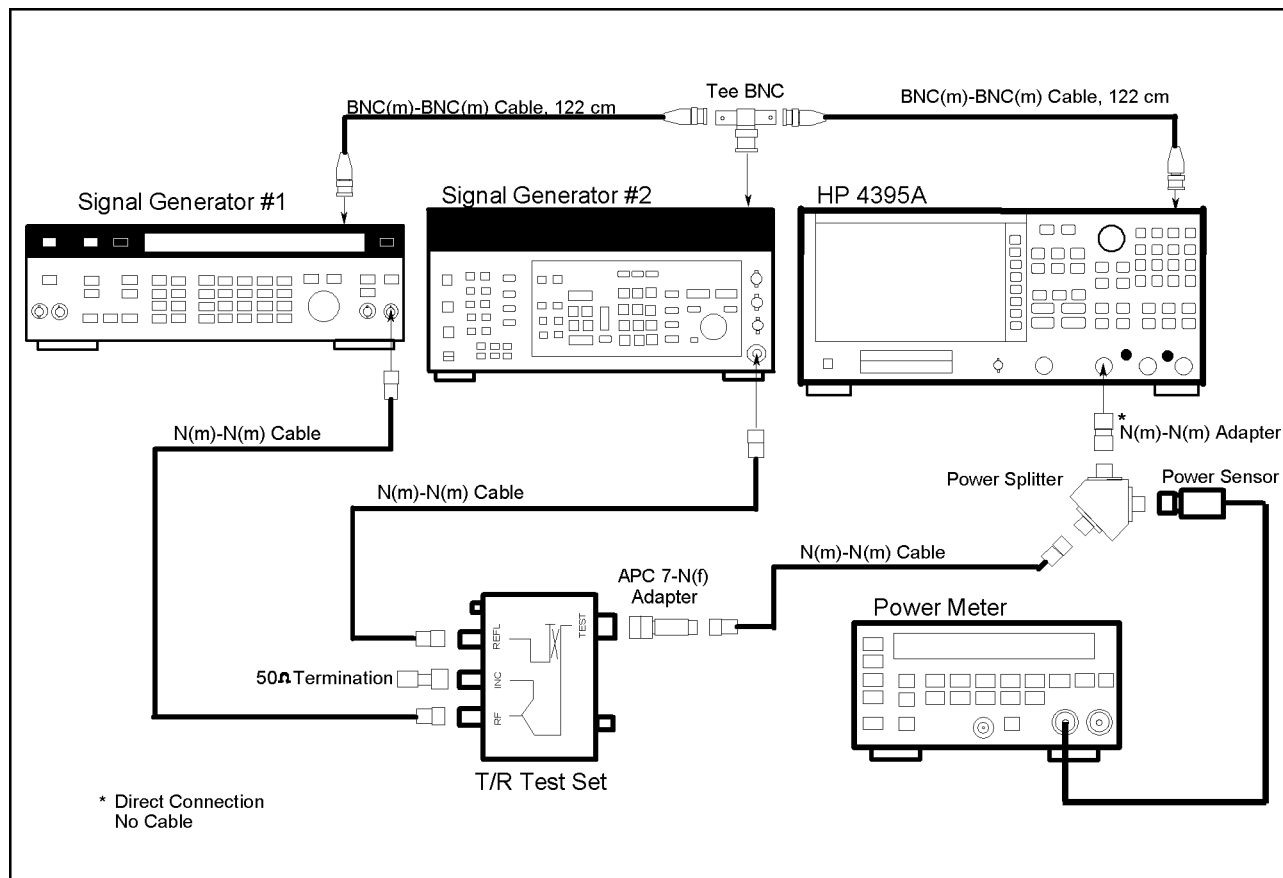 Tee BNC
BNC(m)-BNC(m) Cable, 122 cm
BNC(m)-BNC(m) Cable, 122 cm
Signal Generator #1
Signal Generator #2
HP 4395A
N(m)-N(m) Cable
*
N(m)-N(m) Adapter
Power Splitter
Power Sensor
N(m)-N(m) Cable
N(m)-N(m) Cable
APC 7-N(f)
Adapter
Power Meter
REFL
TEST
50Ω Termination
INC
RF
T/R Test Set
* Direct Connection
No Cable